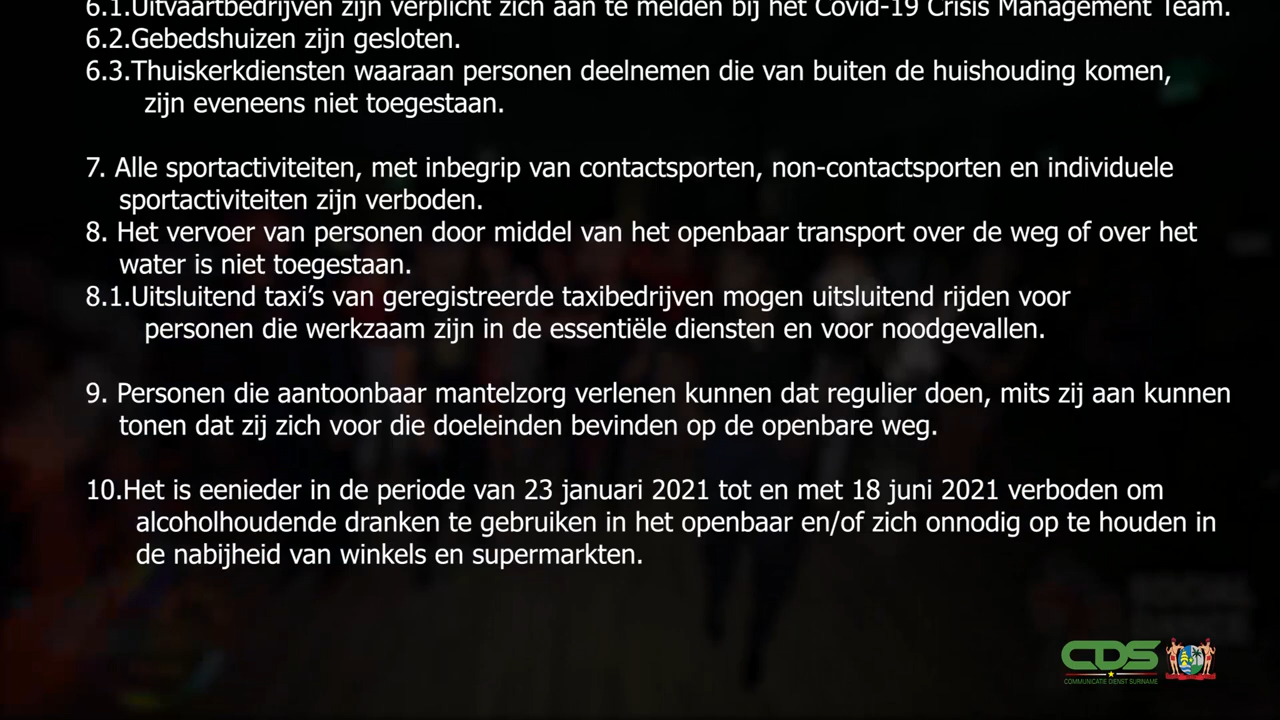 6.1.Uitvaartbedrijven zijn verplicht zich aan te melden bij het Covid-19 Crisis Management Team.
6.2.Gebedshuizen zijn gesloten.
6.3.Thuiskerkdiensten waaraan personen deelnemen die van buiten de huishouding komen,
zijn eveneens niet toegestaan.
7. Alle sportactiviteiten, met inbegrip van contactsporten, non-contactsporten en individuele
sportactiviteiten zijn verboden.
8. Het vervoer van personen door middel van het openbaar transport over de weg of over het
water is niet toegestaan.
8.1.Uitsluitend taxi’s van geregistreerde taxibedrijven mogen uitsluitend rijden voor
personen die werkzaam zijn in de essentiële diensten en voor noodgevallen.
9. Personen die aantoonbaar mantelzorg verlenen kunnen dat regulier doen, mits zij aan kunnen
tonen dat zij zich voor die doeleinden bevinden op de openbare weg.
10.Het is eenieder in de periode van 23 januari 2021 tot en met 18 juni 2021 verboden om
alcoholhoudende dranken te gebruiken in het openbaar en/of zich onnodig op te houden in
de nabijheid van winkels en supermarkten.
CDS
COMMUNICATIE DIENST SURINAME